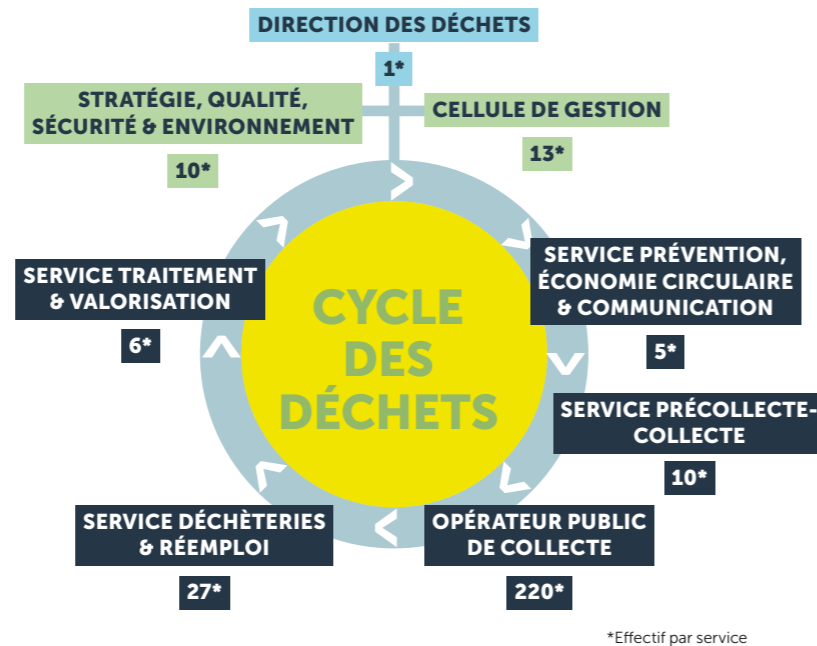 DIRECTION DES DÉCHETS
1*
STRATÉGIE, QUALITÉ,
SÉCURITÉ & ENVIRONNEMENT
10*
CELLULE DE GESTION
13*
SERVICE PRÉVENTION,
ÉCONOMIE CIRCULAIRE
& COMMUNICATION
5*
SERVICE PRÉCOLLECTE-
COLLECTE
10*
OPÉRATEUR PUBLIC
DE COLLECTE
220*
SERVICE DÉCHÈTERIES
& RÉEMPLOI
27*
SERVICE TRAITEMENT
& VALORISATION
6*
CYCLE
DES
DÉCHETS
*Effectif par service